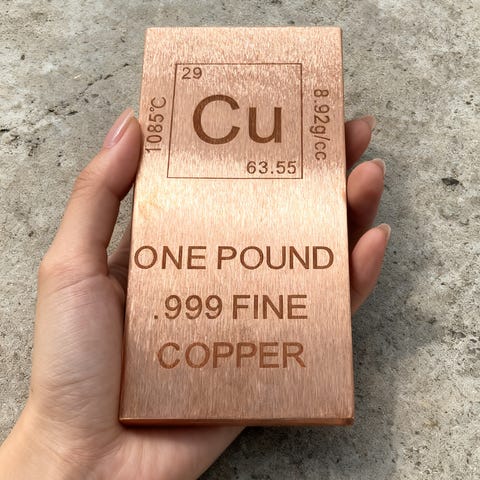 29
Cu
63.55
1085°C
8.92g/cc
ONE POUND
.999 FINE
COPPER